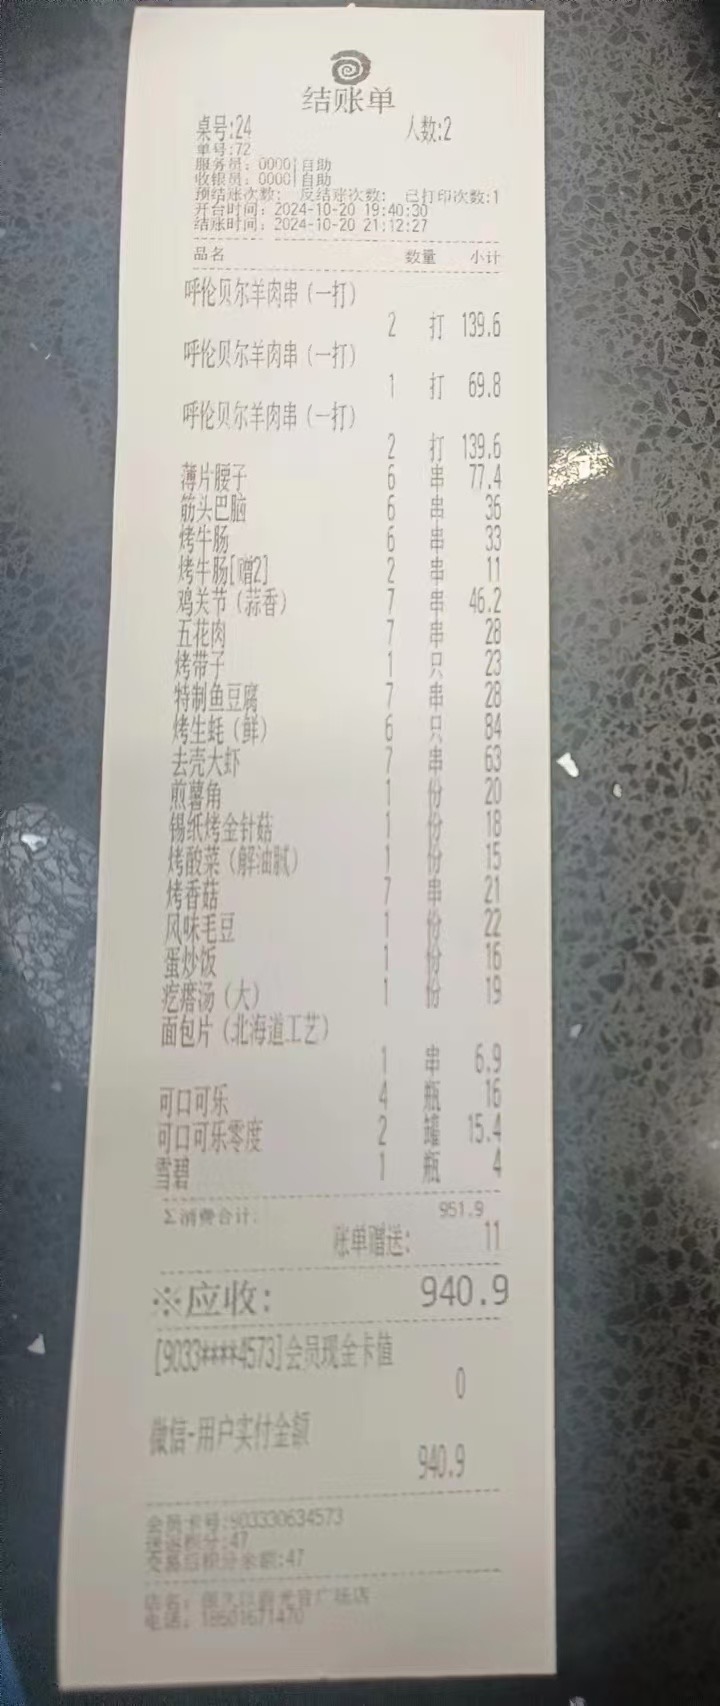 结账单
桌号:24 人数:2
单号:72
服务员: 0000|自助
收银员: 0000|自助
预结账次数: 反结账次数: 已打印次数:1
开台时间: 2024-10-20 19:40:30
结账时间: 2024-10-20 21:12:27
品名 数量 小计
呼伦贝尔羊肉串(一打)
2 打 139.6
呼伦贝尔羊肉串(一打)
1 打 69.8
呼伦贝尔羊肉串(一打)
2 打 139.6
薄片腰子 6 串 77.4
筋头巴脑 6 串 36
烤牛肠 6 串 33
烤牛肠[赠2] 2 串 11
鸡关节(蒜香) 7 串 46.2
五花肉 7 串 28
烤带子 1 只 23
特制鱼豆腐 7 串 28
烤生蚝(鲜) 6 只 84
去壳大虾 7 串 63
煎薯角 1 份 20
锡纸烤金针菇 1 份 18
烤酸菜(解油腻) 1 份 15
烤香菇 7 串 21
风味毛豆 1 份 22
蛋炒饭 1 份 16
疙瘩汤(大) 1 份 19
面包片(北海道工艺)
1 串 6.9
可口可乐 4 瓶 16
可口可乐零度 2 罐 15.4
雪碧 1 瓶 4
Σ消费合计: 951.9
账单赠送: 11
※应收: 940.9
[9033****4573]会员现金卡值
0
微信-用户实付金额
940.9
会员卡号:903330634573
积分:47
交易后积分余额:47
店名: 广场店
电话: 18601671470